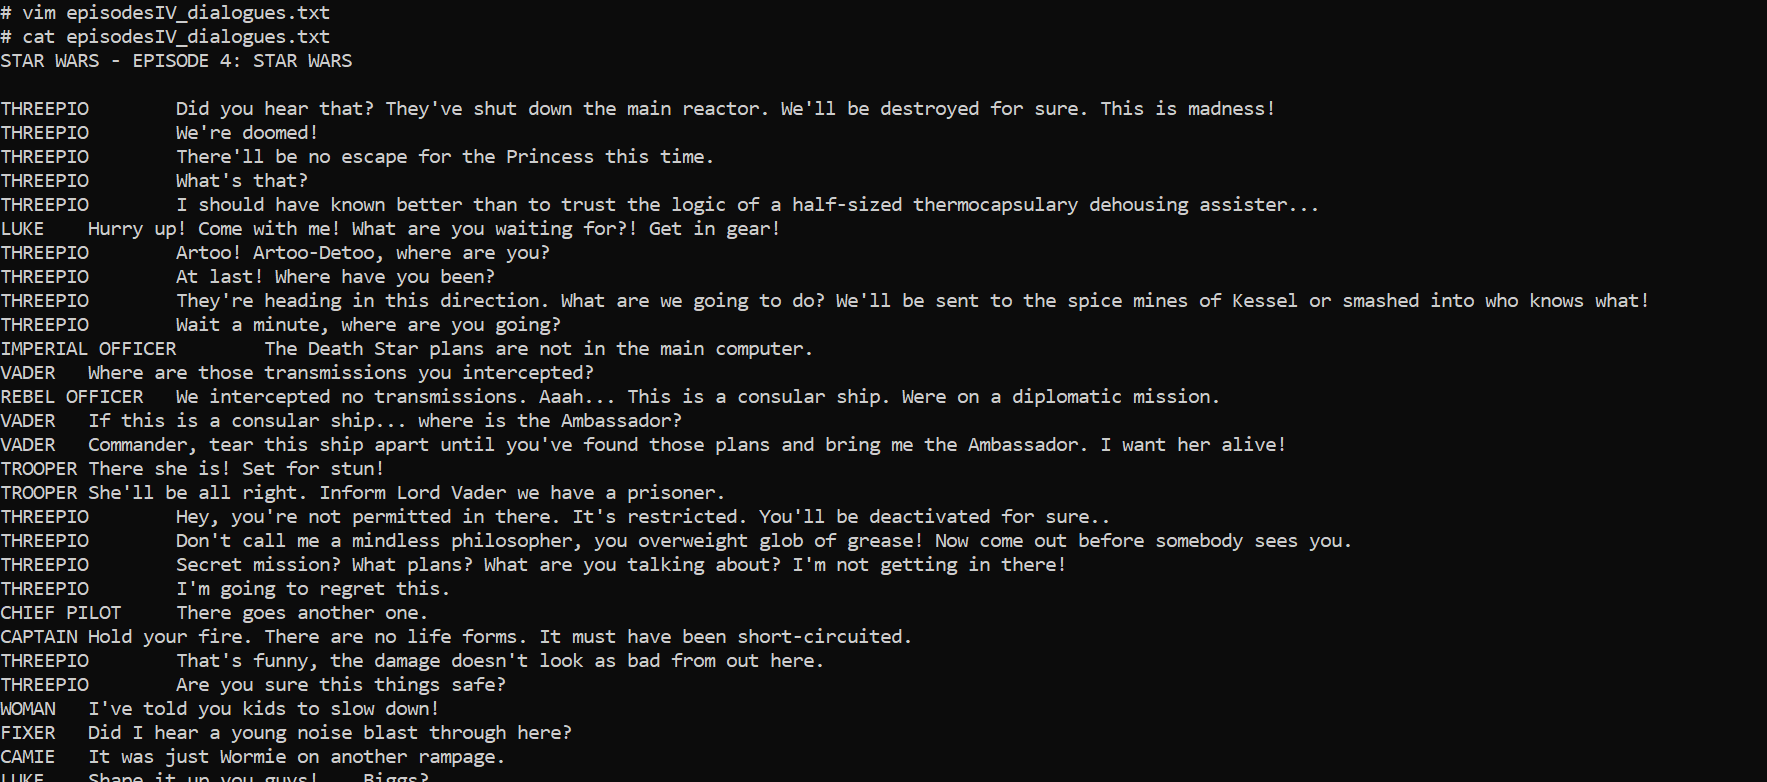 # vim episodesIV_dialogues.txt
# cat episodesIV_dialogues.txt
STAR WARS - EPISODE 4: STAR WARS
THREEPIO        Did you hear that? They've shut down the main reactor. We'll be destroyed for sure. This is madness!
THREEPIO        We're doomed!
THREEPIO        There'll be no escape for the Princess this time.
THREEPIO        What's that?
THREEPIO        I should have known better than to trust the logic of a half-sized thermocapsulary dehousing assister...
LUKE    Hurry up! Come with me! What are you waiting for?! Get in gear!
THREEPIO        Artoo! Artoo-Detoo, where are you?
THREEPIO        At last! Where have you been?
THREEPIO        They're heading in this direction. What are we going to do? We'll be sent to the spice mines of Kessel or smashed into who knows what!
THREEPIO        Wait a minute, where are you going?
IMPERIAL OFFICER        The Death Star plans are not in the main computer.
VADER   Where are those transmissions you intercepted?
REBEL OFFICER   We intercepted no transmissions. Aaah... This is a consular ship. Were on a diplomatic mission.
VADER   If this is a consular ship... where is the Ambassador?
VADER   Commander, tear this ship apart until you've found those plans and bring me the Ambassador. I want her alive!
TROOPER There she is! Set for stun!
TROOPER She'll be all right. Inform Lord Vader we have a prisoner.
THREEPIO        Hey, you're not permitted in there. It's restricted. You'll be deactivated for sure..
THREEPIO        Don't call me a mindless philosopher, you overweight glob of grease! Now come out before somebody sees you.
THREEPIO        Secret mission? What plans? What are you talking about? I'm not getting in there!
THREEPIO        I'm going to regret this.
CHIEF PILOT     There goes another one.
CAPTAIN Hold your fire. There are no life forms. It must have been short-circuited.
THREEPIO        That's funny, the damage doesn't look as bad from out here.
THREEPIO        Are you sure this things safe?
WOMAN   I've told you kids to slow down!
FIXER   Did I hear a young noise blast through here?
CAMIE   It was just Wormie on another rampage.
LUKE    Shape it up you guys! ... Biggs?